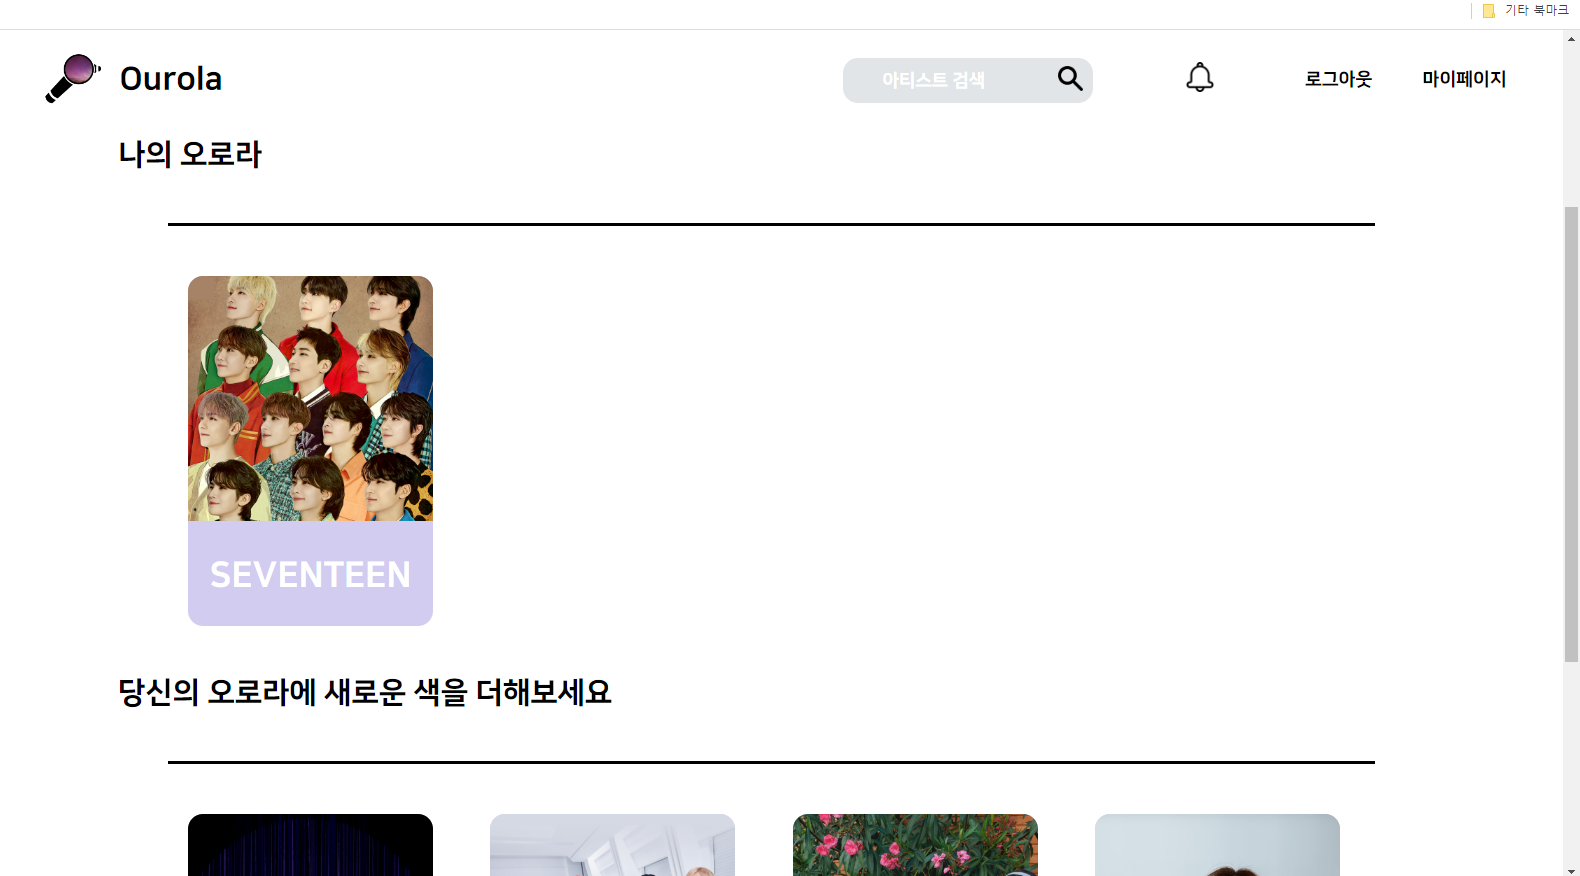 기타 북마크
Ourola
아티스트 검색
로그아웃
마이페이지
나의 오로라
SEVENTEEN
당신의 오로라에 새로운 색을 더해보세요